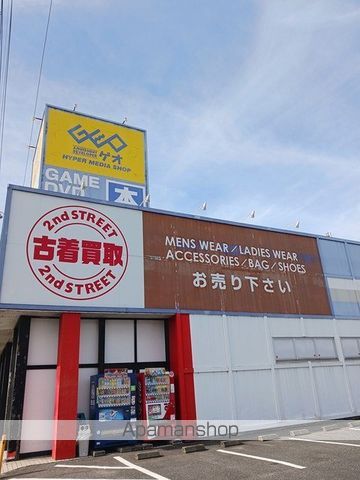 GEO
ゲオ
HYPER MEDIA SHOP
GAME
DVD
本
2nd STREET
古着買取
2nd STREET
MENS WEAR/LADIES WEAR
ACCESSORIES/BAG/SHOES
お売り下さい
Apamanshop